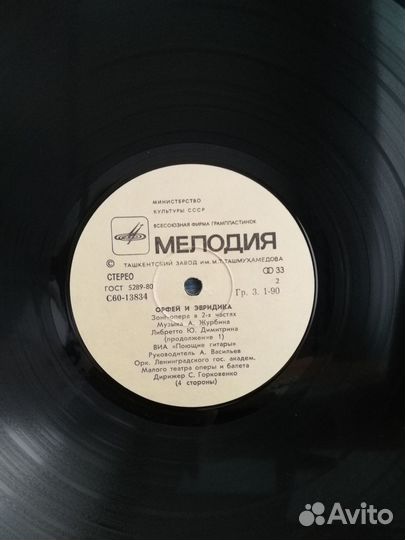 МИНИСТЕРСТВО
КУЛЬТУРЫ СССР
ВСЕСОЮЗНАЯ ФИРМА ГРАМПЛАСТИНОК
МЕЛОДИЯ
© ТАШКЕНТСКИЙ ЗАВОД ИМ. М.Т. ТАШМУХАМЕДОВА
СТЕРЕО 33
ГОСТ 5289-80 2
С60-13834 Гр. 3. 1-90
ОРФЕЙ И ЭВРИДИКА
Зонг-опера в 2-х частях
Музыка А. Журбина
Либретто Ю. Димитрина
(продолжение 1)
ВИА «Поющие гитары»
Руководитель А. Васильев
Орк. Ленинградского гос. академ.
Малого театра оперы и балета
Дирижер С. Горковенко
(4 стороны)
Avito